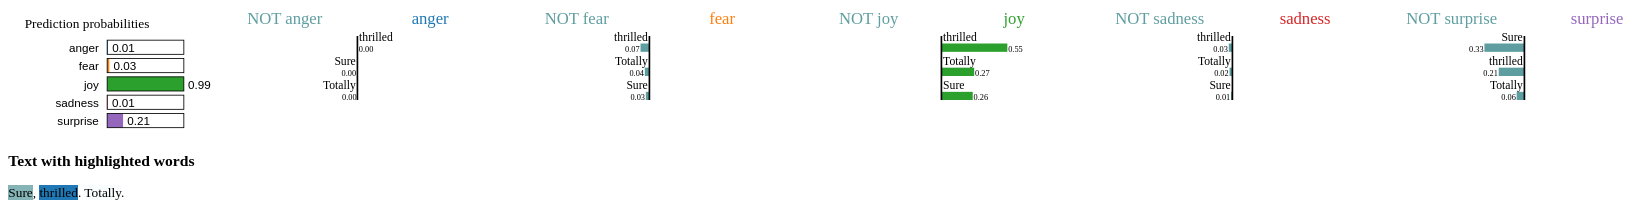 Prediction probabilities
anger 0.01
fear 0.03
joy 0.99
sadness 0.01
surprise 0.21
NOT anger anger
thrilled
0.00
Sure
0.00
Totally
0.00
NOT fear fear
thrilled
0.07
Totally
0.04
Sure
0.03
NOT joy joy
thrilled
0.55
Totally
0.27
Sure
0.26
NOT sadness sadness
thrilled
0.03
Totally
0.02
Sure
0.01
NOT surprise surprise
Sure
0.33
thrilled
0.21
Totally
0.06
Text with highlighted words
Sure, thrilled. Totally.